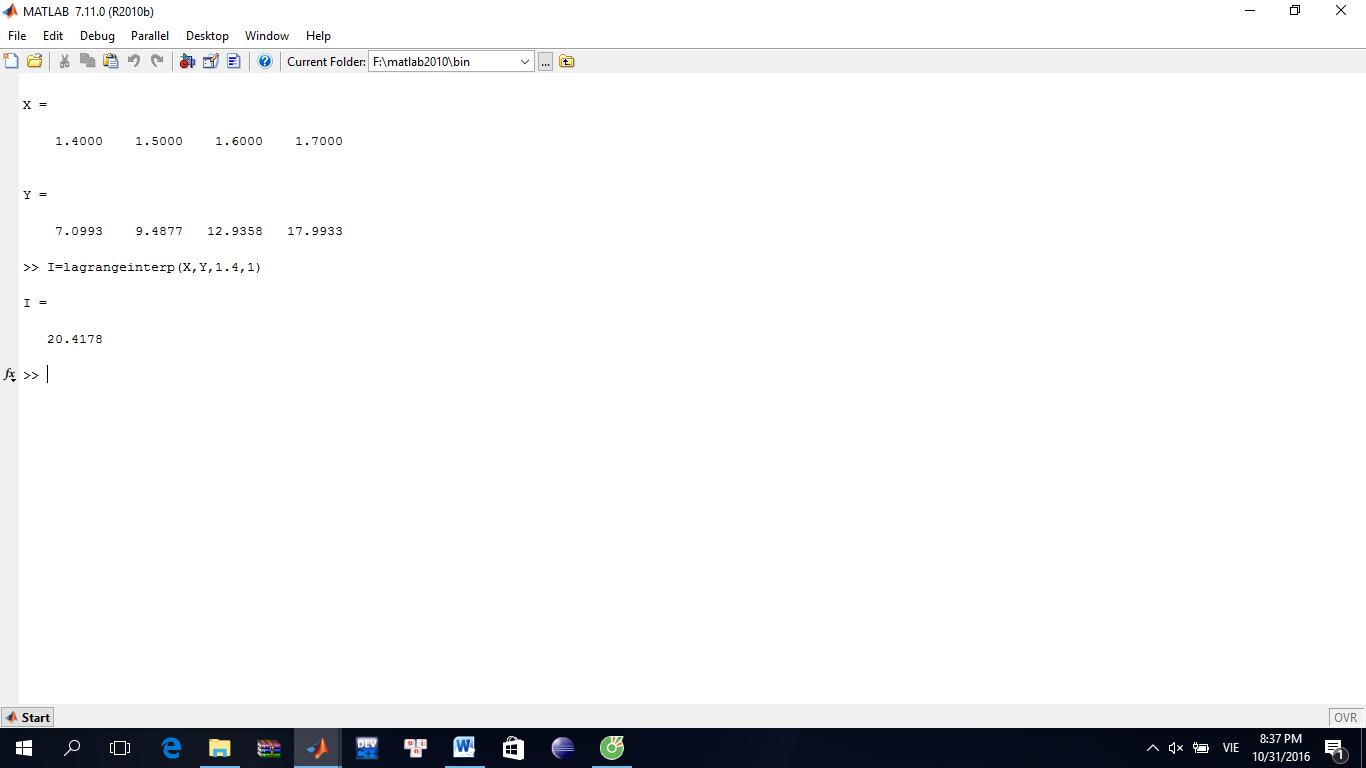 MATLAB 7.11.0 (R2010b)
File Edit Debug Parallel Desktop Window Help
Current Folder: F:\matlab2010\bin ...
X =
1.4000 1.5000 1.6000 1.7000
Y =
7.0993 9.4877 12.9358 17.9933
>> I=lagrangeinterp(X,Y,1.4,1)
I =
20.4178
fx >>
Start OVR
DEV
W
VIE
8:37 PM
10/31/2016
1